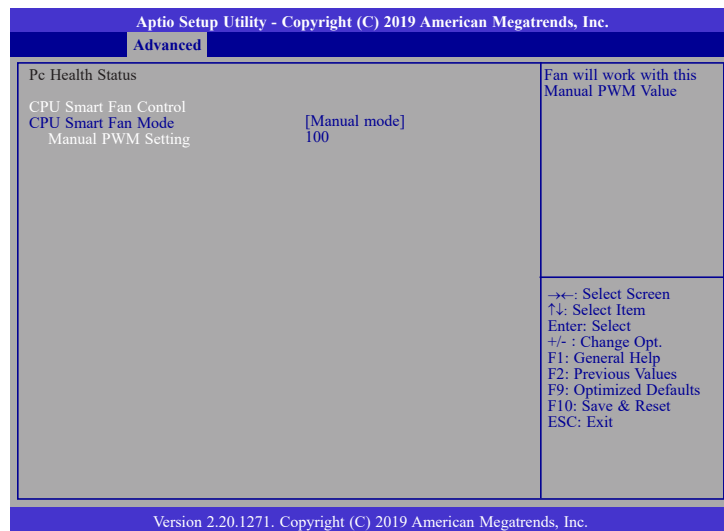 Aptio Setup Utility - Copyright (C) 2019 American Megatrends, Inc.
Advanced
Pc Health Status
CPU Smart Fan Control
CPU Smart Fan Mode [Manual mode]
Manual PWM Setting 100
Fan will work with this
Manual PWM Value
→←: Select Screen
↑↓: Select Item
Enter: Select
+/- : Change Opt.
F1: General Help
F2: Previous Values
F9: Optimized Defaults
F10: Save & Reset
ESC: Exit
Version 2.20.1271. Copyright (C) 2019 American Megatrends, Inc.